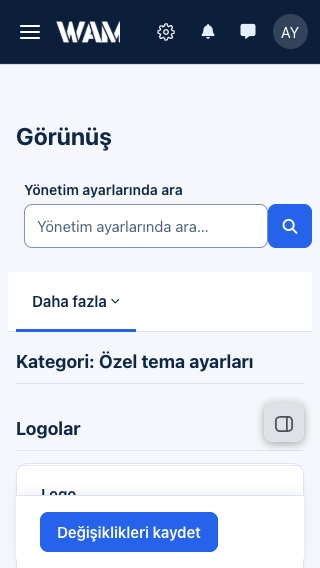 WAM
AY
Görünüş
Yönetim ayarlarında ara
Yönetim ayarlarında ara...
Daha fazla
Kategori: Özel tema ayarları
Logolar
Logo
Değişiklikleri kaydet